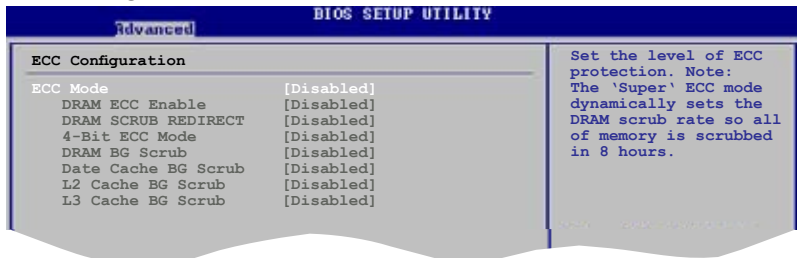 BIOS SETUP UTILITY
Advanced
ECC Configuration
ECC Mode [Disabled]
DRAM ECC Enable [Disabled]
DRAM SCRUB REDIRECT [Disabled]
4-Bit ECC Mode [Disabled]
DRAM BG Scrub [Disabled]
Date Cache BG Scrub [Disabled]
L2 Cache BG Scrub [Disabled]
L3 Cache BG Scrub [Disabled]
Set the level of ECC
protection. Note:
The `Super` ECC mode
dynamically sets the
DRAM scrub rate so all
of memory is scrubbed
in 8 hours.